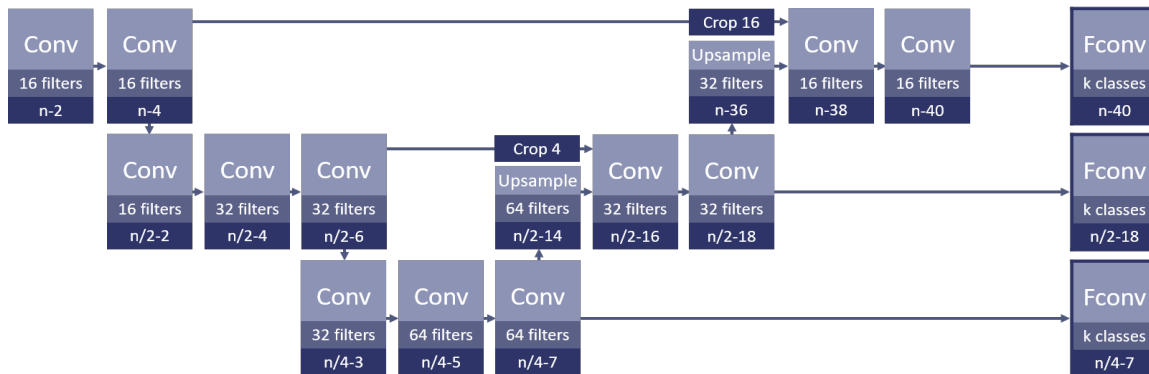 Conv
16 filters
n-2
Conv
16 filters
n-4
Crop 16
Upsample
32 filters
n-36
Conv
16 filters
n-38
Conv
16 filters
n-40
Fconv
k classes
n-40
Conv
16 filters
n/2-2
Conv
32 filters
n/2-4
Conv
32 filters
n/2-6
Crop 4
Upsample
64 filters
n/2-14
Conv
32 filters
n/2-16
Conv
32 filters
n/2-18
Fconv
k classes
n/2-18
Conv
32 filters
n/4-3
Conv
64 filters
n/4-5
Conv
64 filters
n/4-7
Fconv
k classes
n/4-7